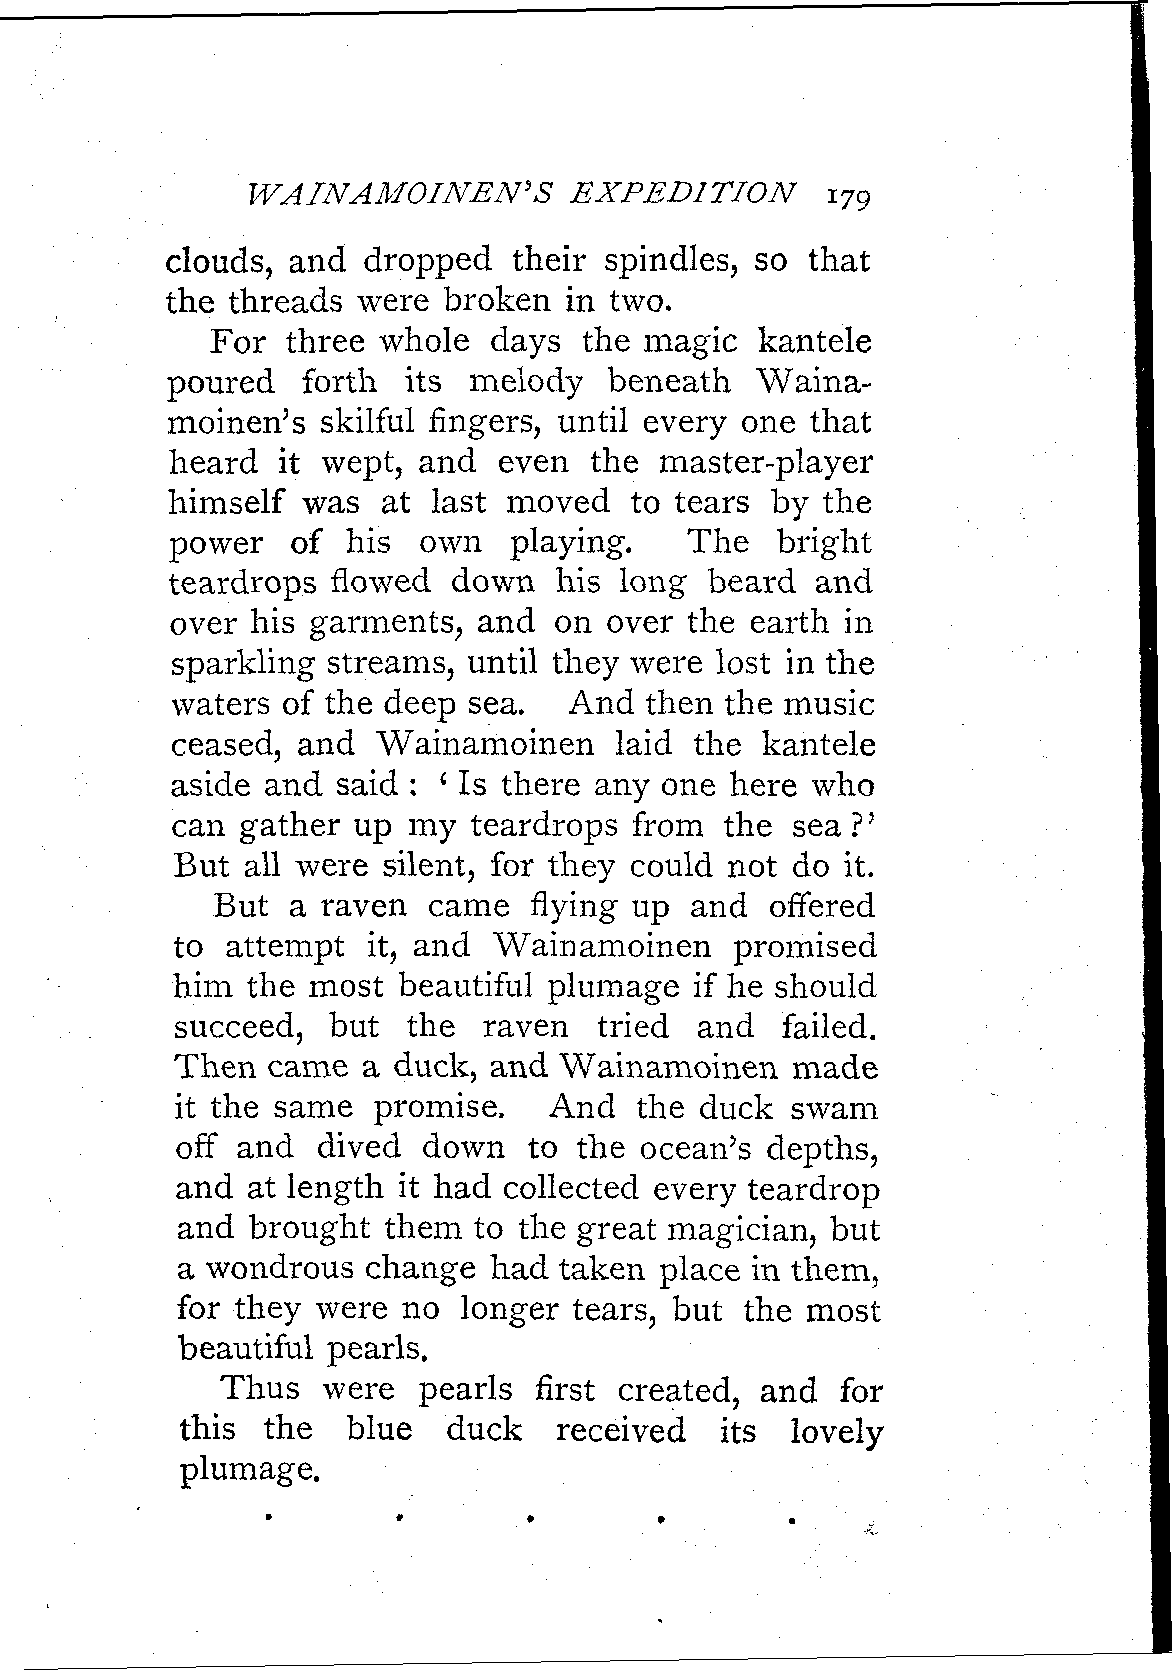 WAINAMOINEN'S EXPEDITION 179
clouds, and dropped their spindles, so that
the threads were broken in two.
For three whole days the magic kantele
poured forth its melody beneath Waina-
moinen's skilful fingers, until every one that
heard it wept, and even the master-player
himself was at last moved to tears by the
power of his own playing. The bright
teardrops flowed down his long beard and
over his garments, and on over the earth in
sparkling streams, until they were lost in the
waters of the deep sea. And then the music
ceased, and Wainamoinen laid the kantele
aside and said : ‘ Is there any one here who
can gather up my teardrops from the sea ?’
But all were silent, for they could not do it.
But a raven came flying up and offered
to attempt it, and Wainamoinen promised
him the most beautiful plumage if he should
succeed, but the raven tried and failed.
Then came a duck, and Wainamoinen made
it the same promise. And the duck swam
off and dived down to the ocean's depths,
and at length it had collected every teardrop
and brought them to the great magician, but
a wondrous change had taken place in them,
for they were no longer tears, but the most
beautiful pearls.
Thus were pearls first created, and for
this the blue duck received its lovely
plumage.
. . . . .